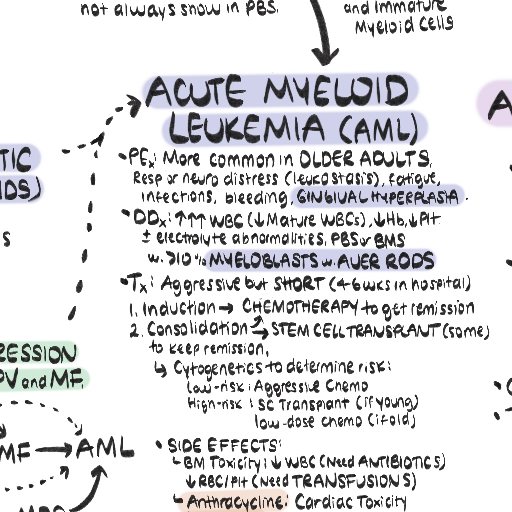 not always show in PBS.
and Immature
Myeloid Cells
ACUTE MYELOID
LEUKEMIA (AML)
A
TIC
DS)
s
•PEx: More common in OLDER ADULTS.
Resp or neuro distress (leukostasis), fatigue,
infections, bleeding, GINGIVAL HYPERPLASIA.
•DDx: ↑↑↑ WBC (↓Mature WBCs), ↓Hb, ↓Plt
± electrolyte abnormalities, PBS or BMS
w. >10% MYELOBLASTS w. AUER RODS
•Tx: Aggressive but SHORT (4-6wks in hospital)
1. Induction → CHEMOTHERAPY to get remission
2. Consolidation → STEM CELL TRANSPLANT (some)
to keep remission.
↳ Cytogenetics to determine risk:
Low-risk: Aggressive Chemo
High-risk: SC Transplant (if young)
low-dose chemo (if old)
RESSION
PV and MF.
MF → AML
• SIDE EFFECTS:
↳ BM Toxicity: ↓ WBC (Need ANTIBIOTICS)
↓ RBC/Plt (Need TRANSFUSIONS)
↳ Anthracycline: Cardiac Toxicity